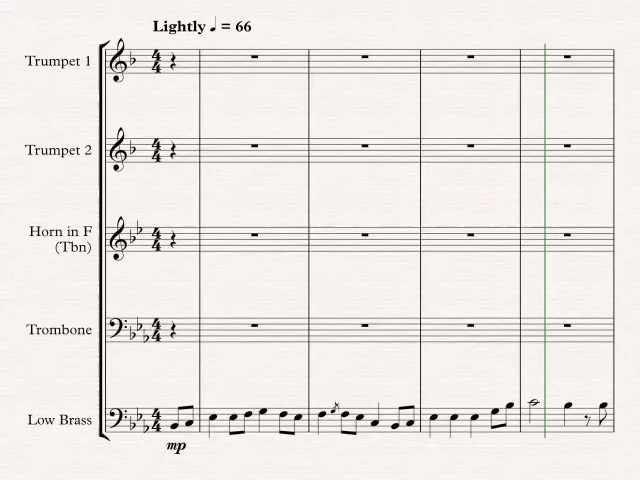 Lightly ♩ = 66
Trumpet 1
Trumpet 2
Horn in F
(Tbn)
Trombone
Low Brass
mp